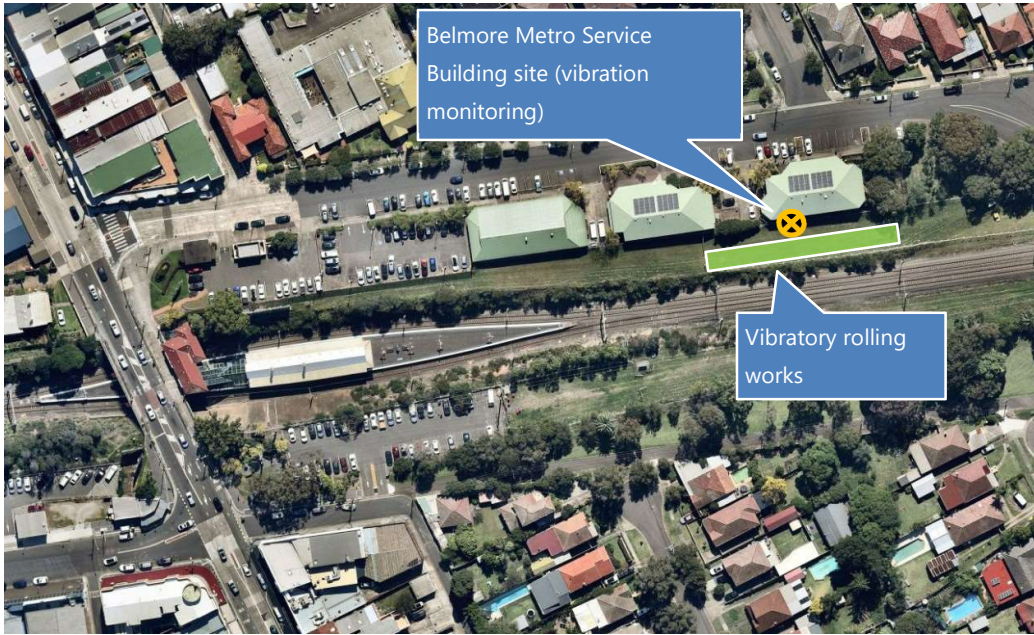 Belmore Metro Service
Building site (vibration
monitoring)
Vibratory rolling
works